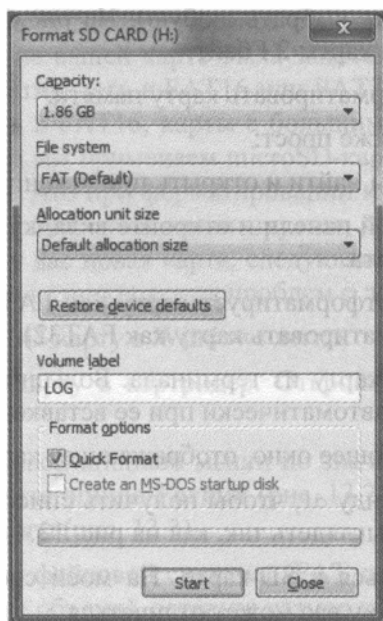 Format SD CARD (H:)
Capacity:
1.86 GB
File system
FAT (Default)
Allocation unit size
Default allocation size
Restore device defaults
Volume label
LOG
Format options
Quick Format
Create an MS-DOS startup disk
Start
Close